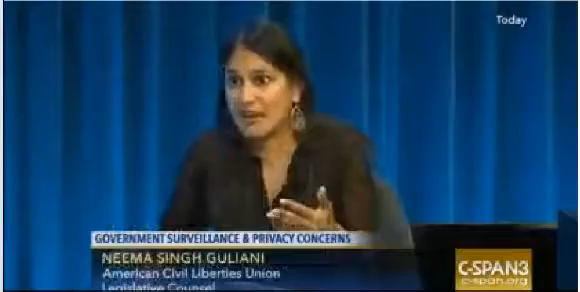 Today
GOVERNMENT SURVEILLANCE & PRIVACY CONCERNS
NEEMA SINGH GULIANI
American Civil Liberties Union
Legislative Counsel
C-SPAN3
c-span.org